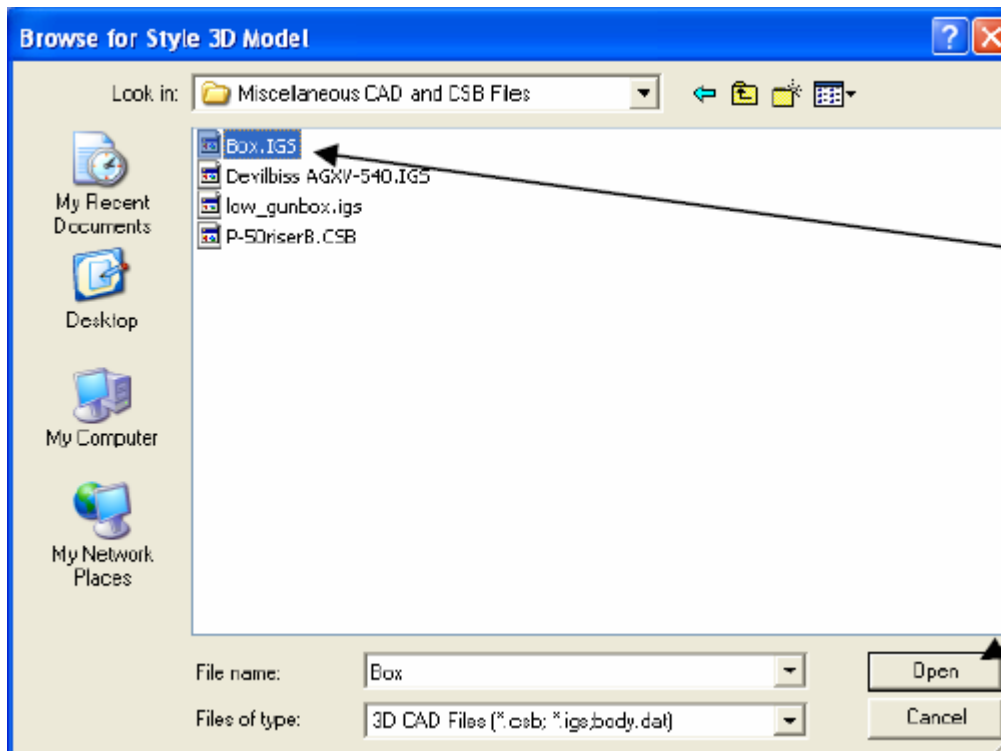 Browse for Style 3D Model
Look in:
Miscellaneous CAD and CSB Files
Box.IGS
Devilbiss AGXV-540.IGS
low_gunbox.igs
P-50riserB.CSB
My Recent
Documents
Desktop
My Computer
My Network
Places
File name:
Box
Open
Files of type:
3D CAD Files (*.csb; *.igs;body.dat)
Cancel